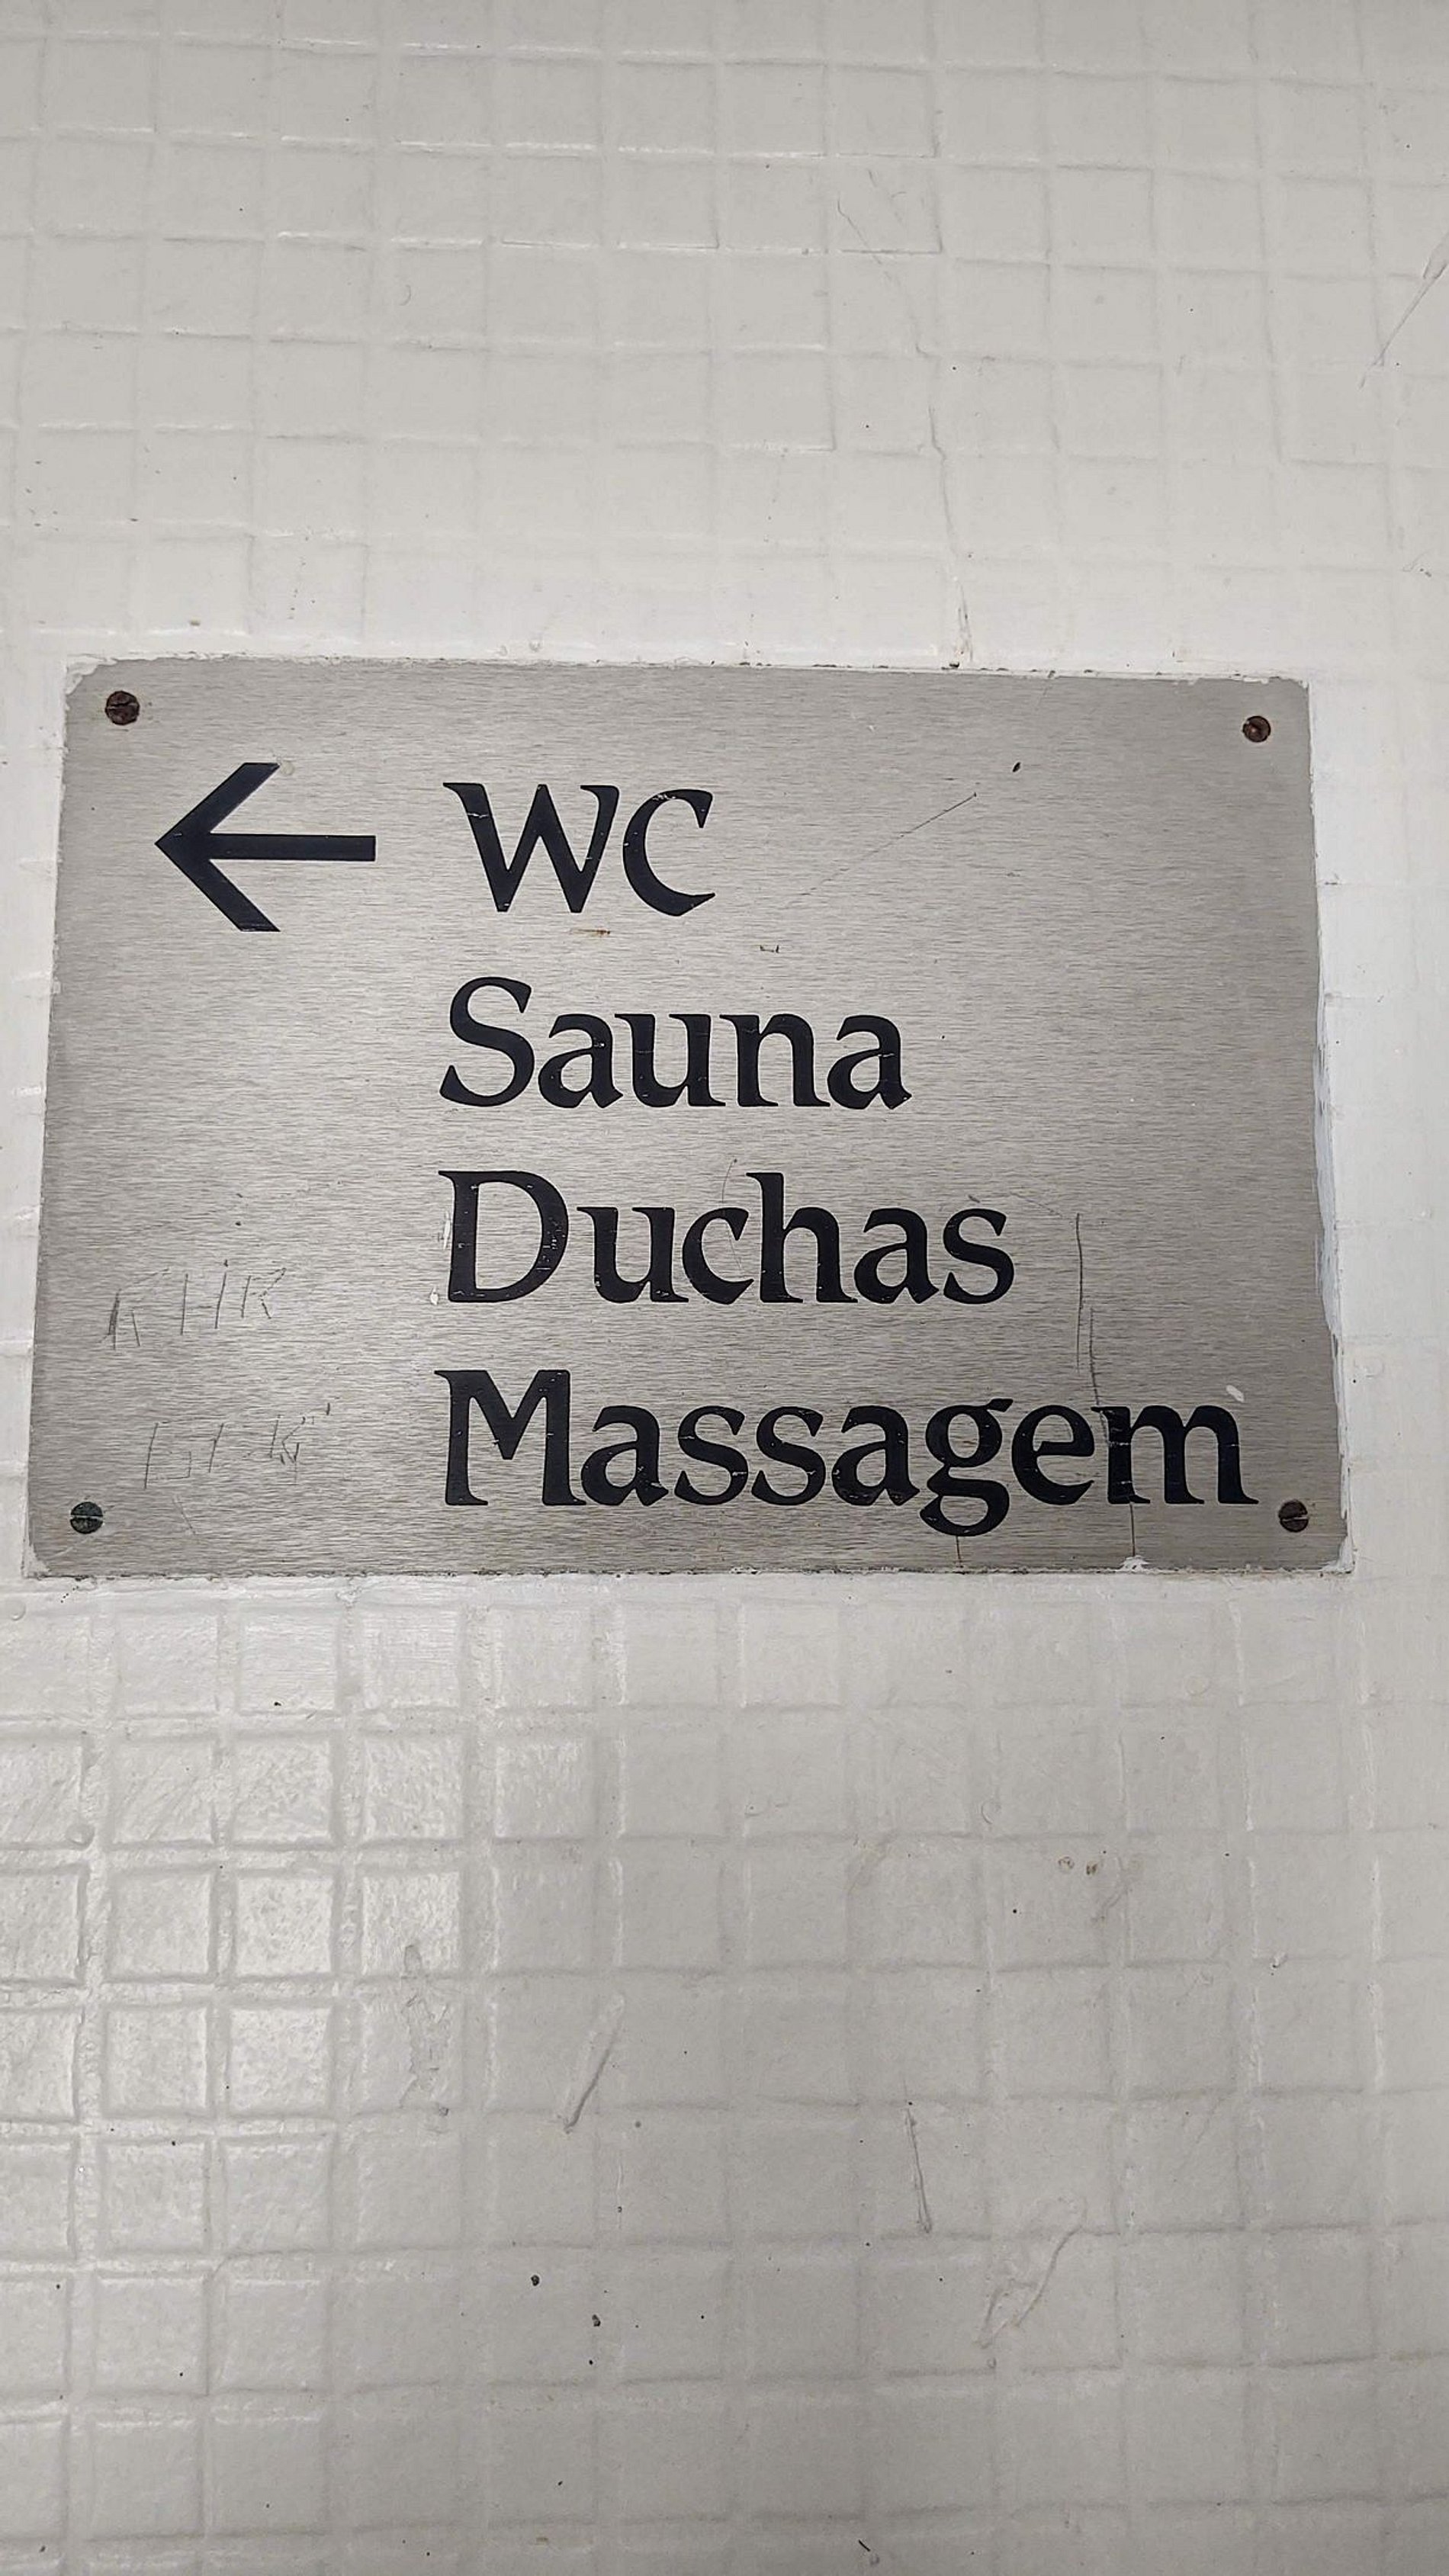 ← WC
Sauna
Duchas
Massagem